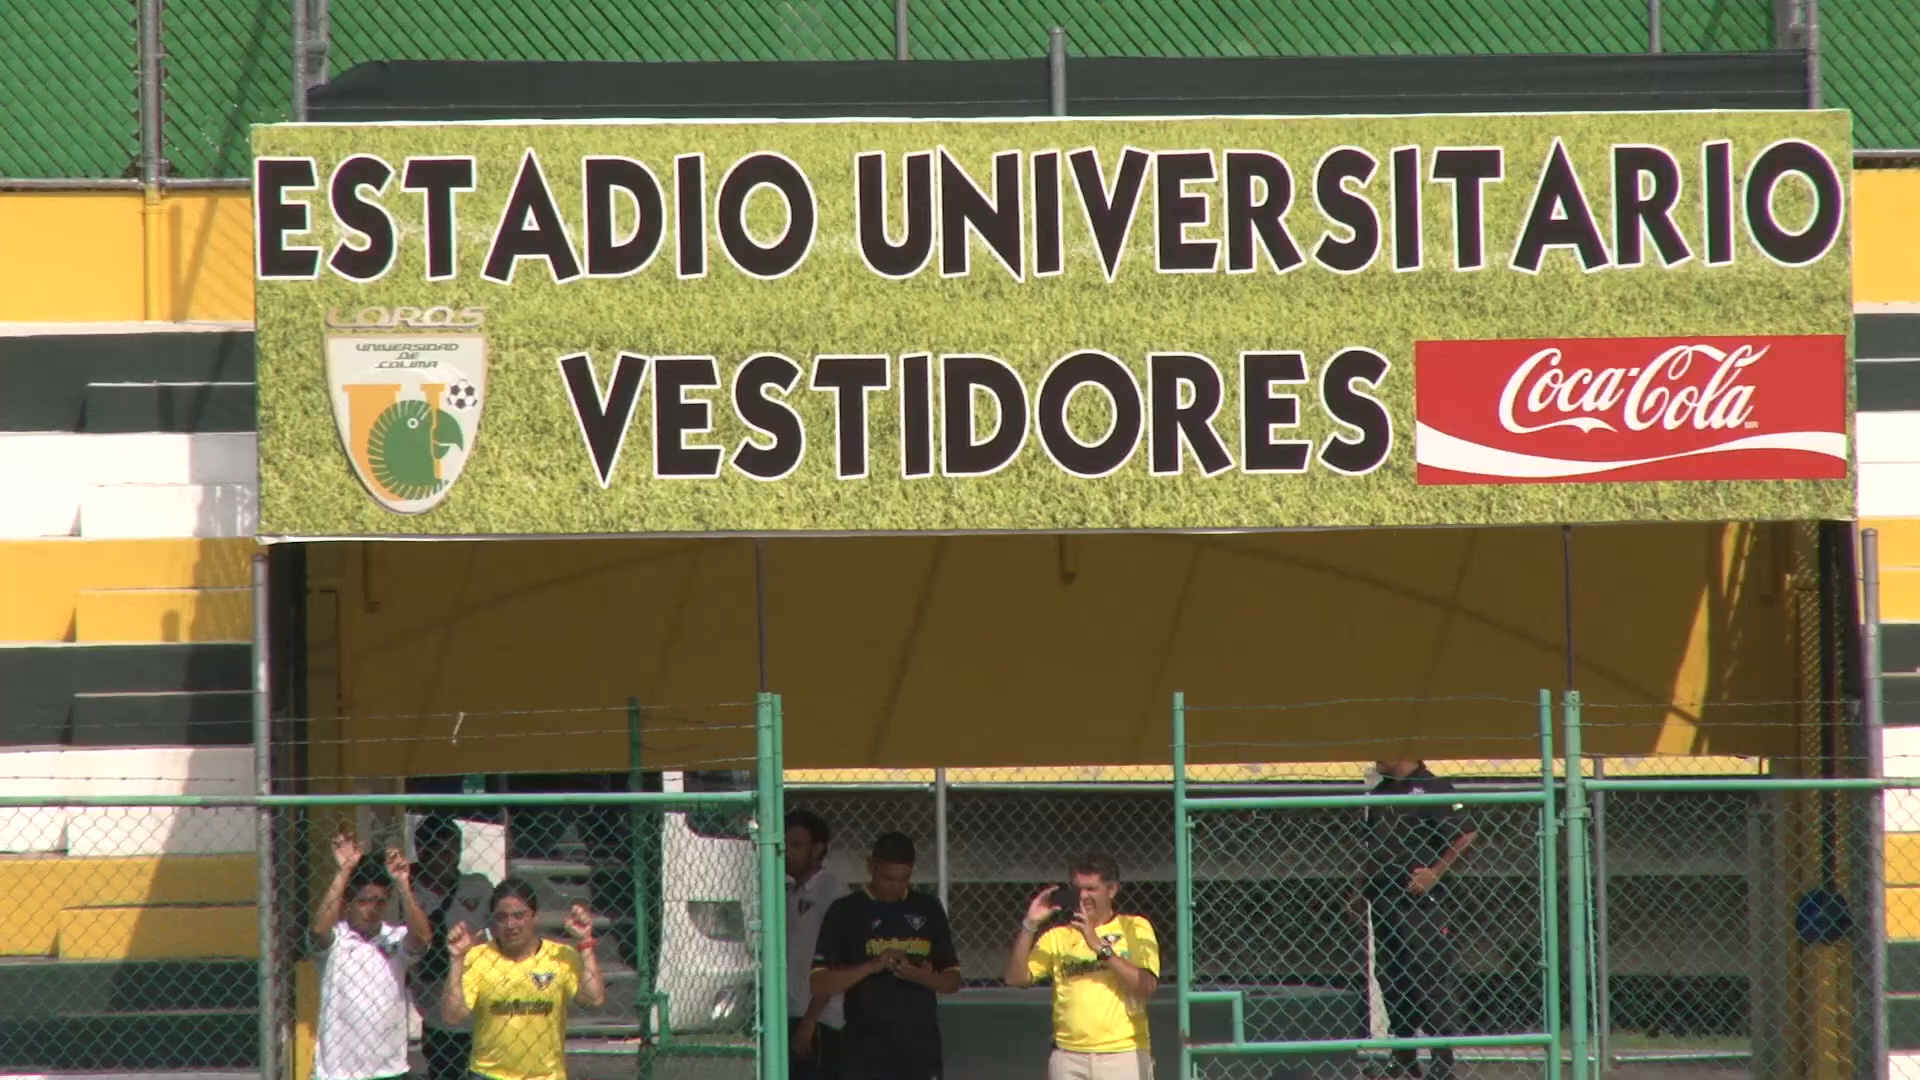 ESTADIO UNIVERSITARIO
LOROS
UNIVERSIDAD
DE
COLIMA
VESTIDORES
Coca-Cola